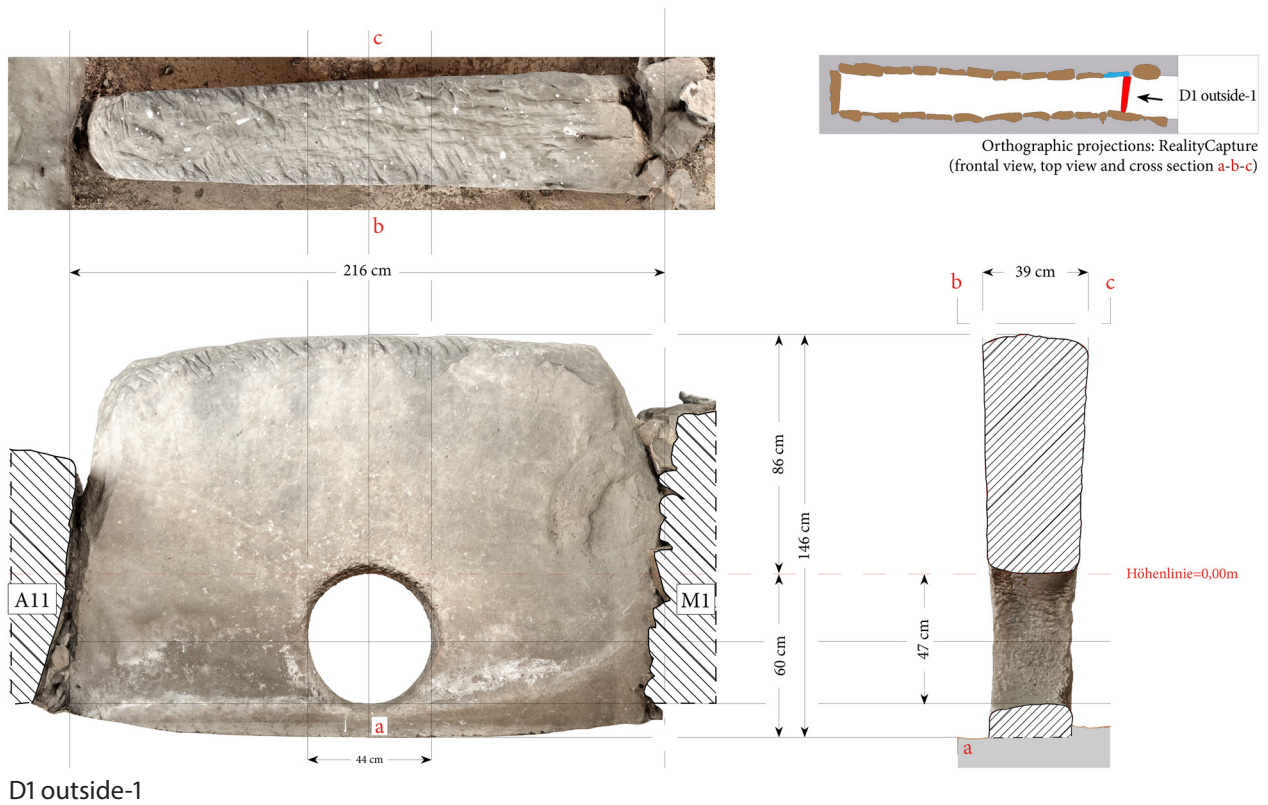 c
D1 outside-1
Orthographic projections: RealityCapture
(frontal view, top view and cross section a-b-c)
b
216 cm
b
39 cm
c
86 cm
146 cm
Höhenlinie=0,00m
A11
M1
60 cm
47 cm
a
a
44 cm
D1 outside-1